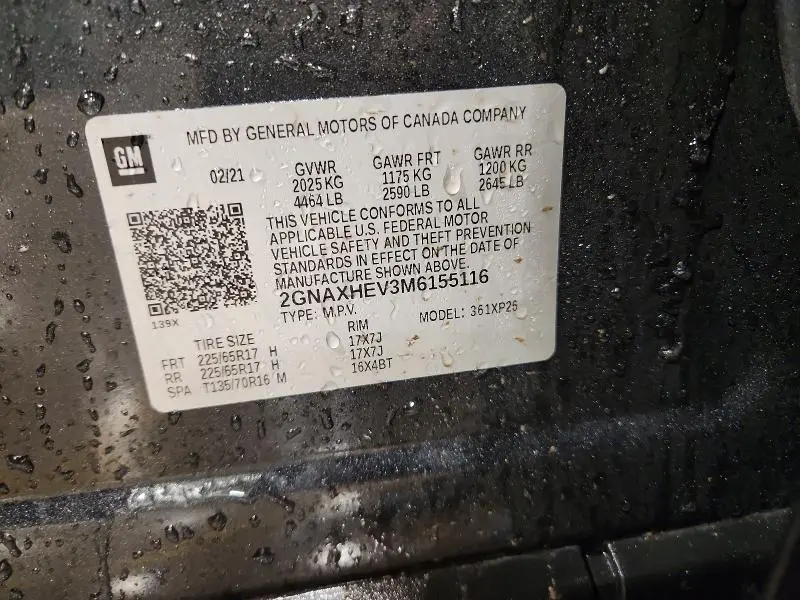 GM
MFD BY GENERAL MOTORS OF CANADA COMPANY
02/21 GVWR GAWR FRT GAWR RR
2025 KG 1175 KG 1200 KG
4464 LB 2590 LB 2645 LB
THIS VEHICLE CONFORMS TO ALL
APPLICABLE U.S. FEDERAL MOTOR
VEHICLE SAFETY AND THEFT PREVENTION
STANDARDS IN EFFECT ON THE DATE OF
MANUFACTURE SHOWN ABOVE.
2GNAXHEV3M6155116
TYPE: M.P.V. MODEL: 361XP26
139X
TIRE SIZE RIM
FRT 225/65R17 H 17X7J
RR 225/65R17 H 17X7J
SPA T135/70R16 M 16X4BT